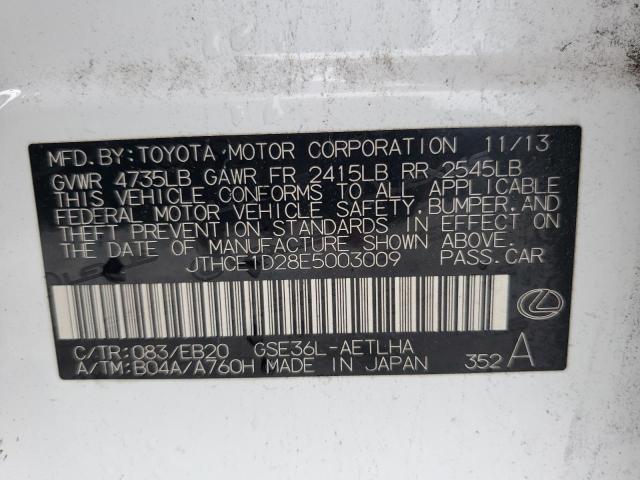 MFD.BY:TOYOTA MOTOR CORPORATION 11/13
GVWR 4735LB GAWR FR 2415LB RR 2545LB
THIS VEHICLE CONFORMS TO ALL APPLICABLE
FEDERAL MOTOR VEHICLE SAFETY,BUMPER,AND
THEFT PREVENTION STANDARDS IN EFFECT ON
THE DATE OF MANUFACTURE SHOWN ABOVE.
JTHCE1D28E5003009 PASS.CAR
C/TR:083/EB20 GSE36L-AETLHA
A/TM:B04A/A760H MADE IN JAPAN 352 A